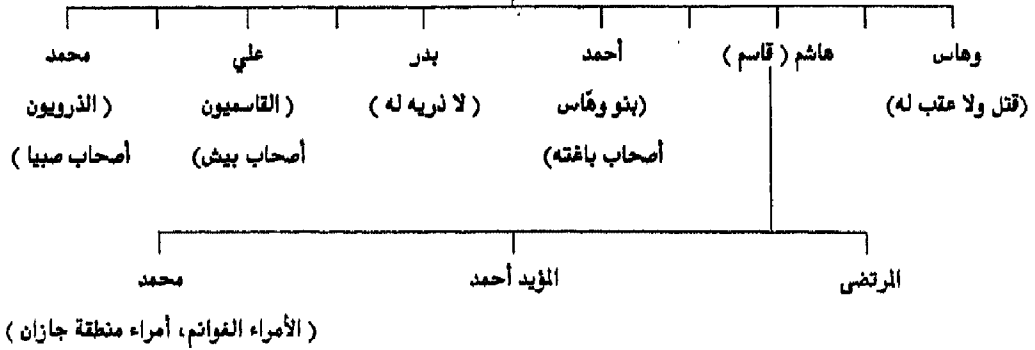 وهاس هاشم ( قاسم ) أحمد بدر علي محمد
(قتل ولا عقب له) (بنو وهّاس ( لا ذريه له ) ( القاسميون ( الذرويون
أصحاب باغته) أصحاب بيش) أصحاب صبيا )
المرتضى المؤيد أحمد محمد
( الأمراء الغوانم، أمراء منطقة جازان )